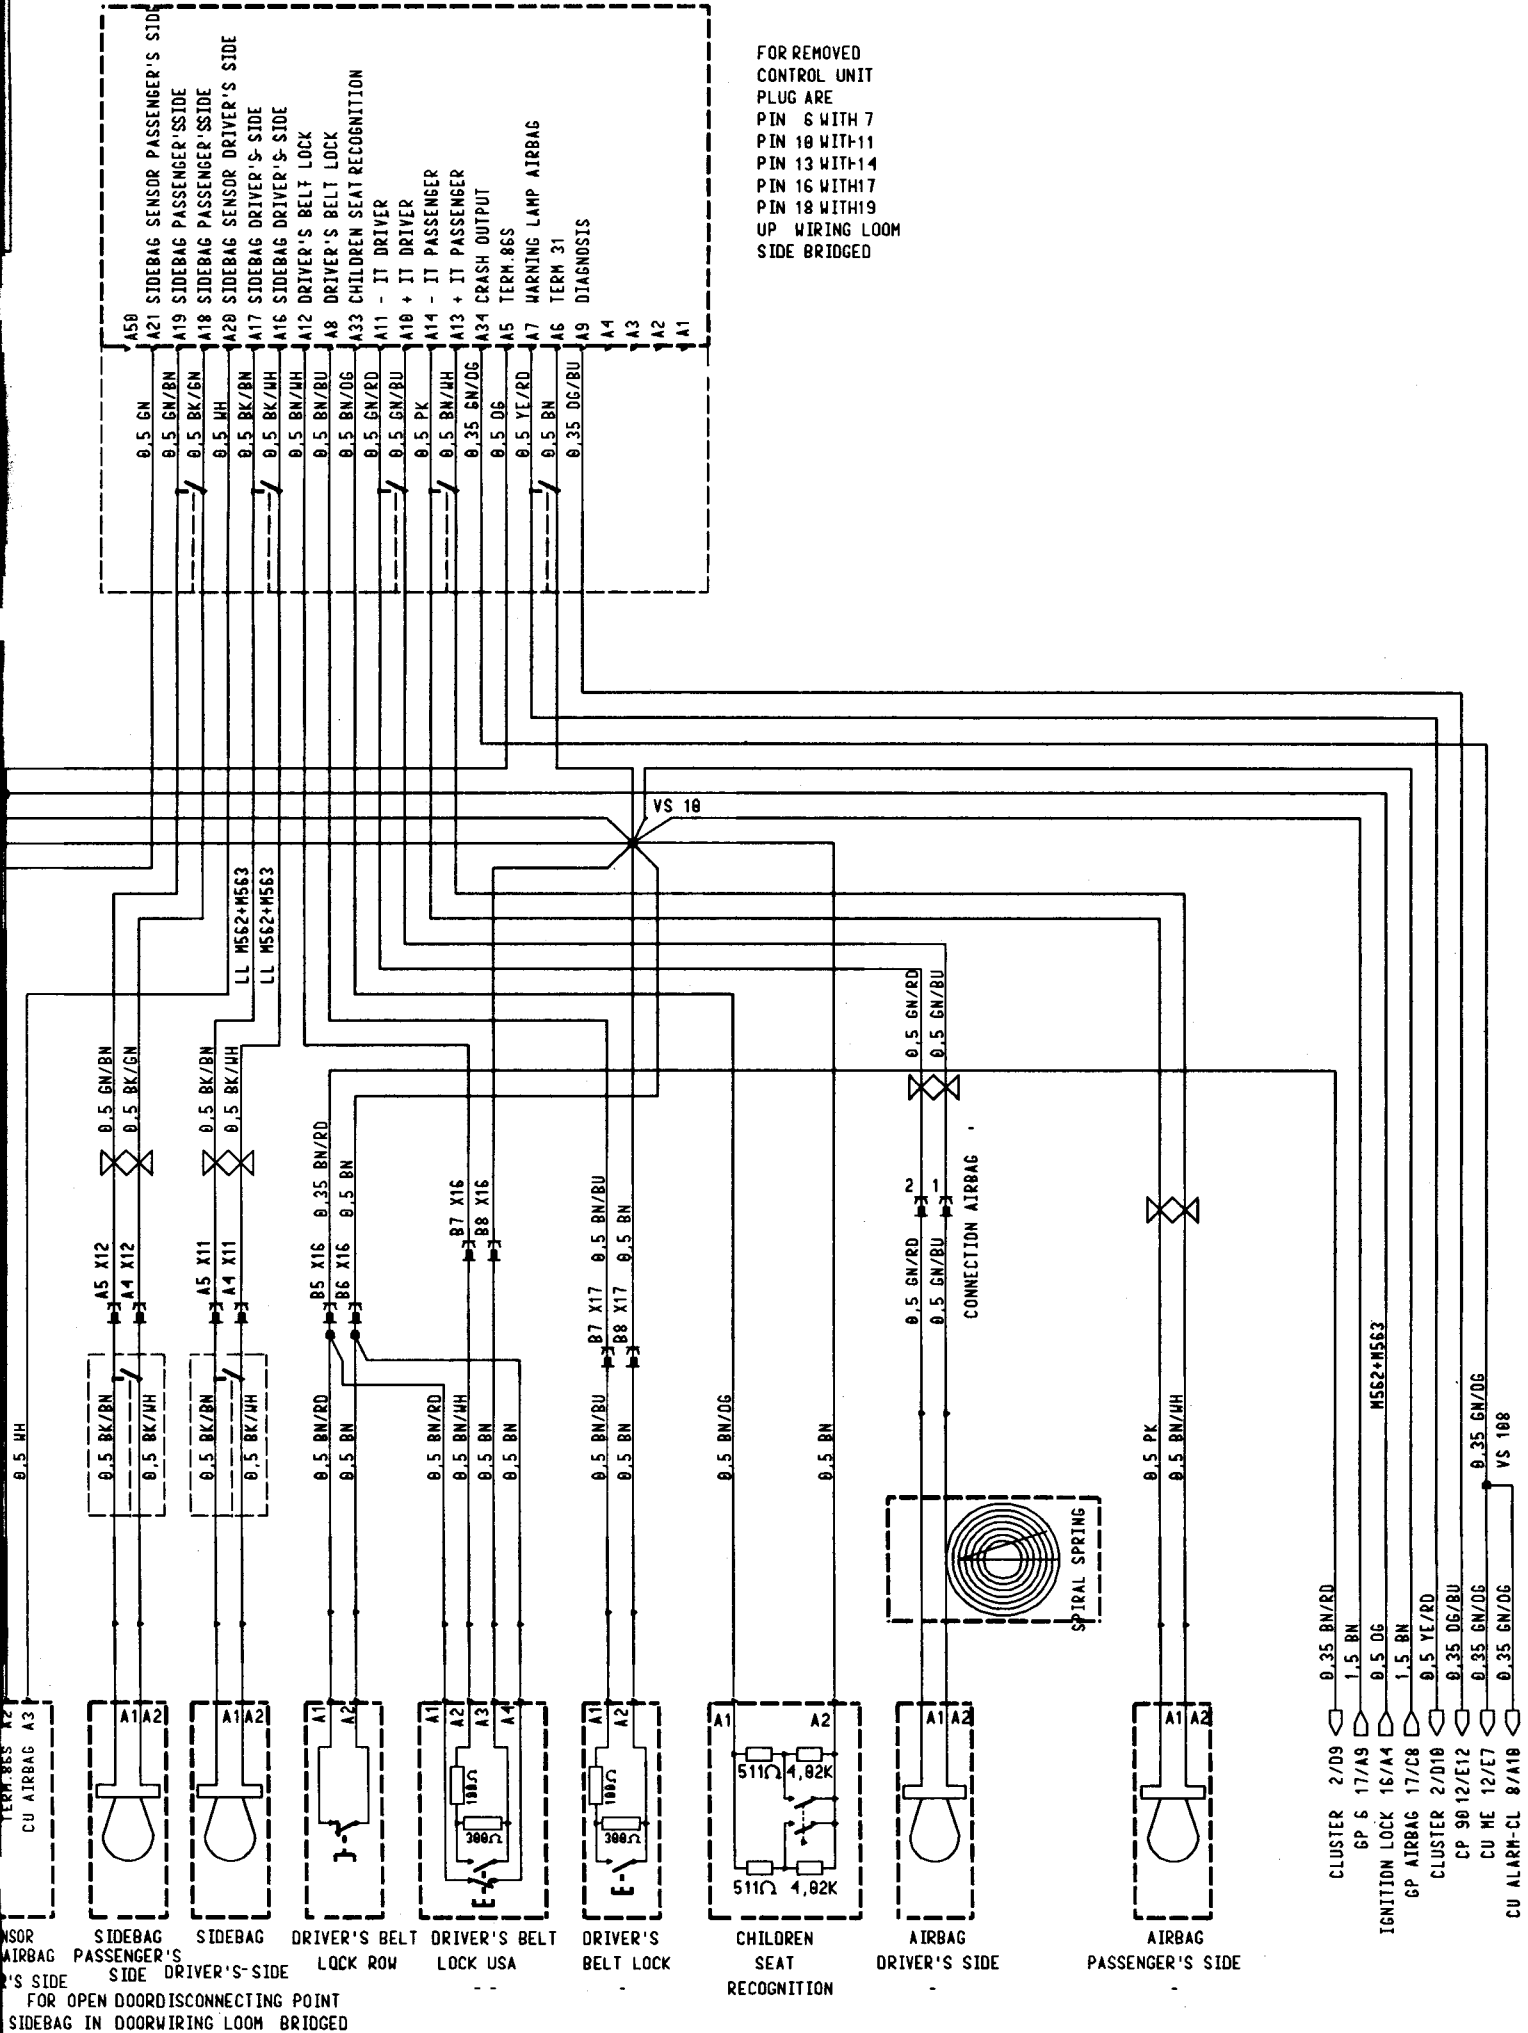 FOR REMOVED
CONTROL UNIT
PLUG ARE
PIN 6 WITH 7
PIN 10 WITH11
PIN 13 WITH14
PIN 16 WITH17
PIN 18 WITH19
UP WIRING LOOM
SIDE BRIDGED
A50
A21 SIDEBAG SENSOR PASSENGER'S SIDE
A19 SIDEBAG PASSENGER'SSIDE
A18 SIDEBAG PASSENGER'SSIDE
A20 SIDEBAG SENSOR DRIVER'S SIDE
A17 SIDEBAG DRIVER'S-SIDE
A16 SIDEBAG DRIVER'S-SIDE
A12 DRIVER'S BELT LOCK
A8 DRIVER'S BELT LOCK
A33 CHILDREN SEATRECOGNITION
A11 - IT DRIVER
A10 + IT DRIVER
A14 - IT PASSENGER
A13 + IT PASSENGER
A34 CRASH OUTPUT
A5 TERM.86S
A7 WARNING LAMP AIRBAG
A6 TERM 31
A9 DIAGNOSIS
A4
A3
A2
A1
0,5 GN
0,5 GN/BN
0,5 BK/GN
0,5 WH
0,5 BK/BN
0,5 BK/WH
0,5 BN/WH
0,5 BN/BU
0,5 BN/OG
0,5 GN/RD
0,5 GN/BU
0,5 PK
0,5 BN/WH
0,35 GN/OG
0,5 OG
0,5 YE/RD
0,5 BN
0,35 OG/BU
VS 10
LL M562+M563
LL M562+M563
0,5 GN/BN
0,5 BK/GN
0,5 BK/BN
0,5 BK/WH
0,5 GN/RD
0,5 GN/BU
A5 X12
A4 X12
A5 X11
A4 X11
B5 X16 0,35 BN/RD
B6 X16 0,5 BN
B7 X16
B8 X16
B7 X17 0,5 BN/BU
B8 X17 0,5 BN
2
1
0,5 GN/RD
0,5 GN/BU
CONNECTION AIRBAG -
0,5 WH
0,5 BK/BN
0,5 BK/WH
0,5 BK/BN
0,5 BK/WH
0,5 BN/RD
0,5 BN
0,5 BN/RD
0,5 BN/WH
0,5 BN
0,5 BN
0,5 BN/BU
0,5 BN
0,5 BN/OG
0,5 BN
0,5 PK
0,5 BN/WH
M562+M563
0,35 GN/OG
VS 108
SPIRAL SPRING
0,35 BN/RD
1,5 BN
0,5 OG
1,5 BN
0,5 YE/RD
0,35 OG/BU
0,35 GN/OG
0,35 GN/OG
CLUSTER 2/D9
GP 6 17/A9
IGNITION LOCK 16/A4
GP AIRBAG 17/C8
CLUSTER 2/D10
CP 90 12/E12
CU ME 12/E7
CU ALARM-CL 8/A10
TERM.86S A2
CU AIRBAG A3
A1 A2
A1 A2
A1
A2
A1
A2
A3
A4
100Ω
300Ω
A1
A2
100Ω
300Ω
A1
A2
511Ω 4,02K
511Ω 4,02K
A1 A2
A1 A2
NSOR
AIRBAG
R'S SIDE
SIDEBAG
PASSENGER'S
SIDE
SIDEBAG
DRIVER'S-SIDE
DRIVER'S BELT
LOCK ROW
DRIVER'S BELT
LOCK USA
- -
DRIVER'S
BELT LOCK
-
CHILDREN
SEAT
RECOGNITION
AIRBAG
DRIVER'S SIDE
-
AIRBAG
PASSENGER'S SIDE
-
FOR OPEN DOORDISCONNECTING POINT
SIDEBAG IN DOORWIRING LOOM BRIDGED